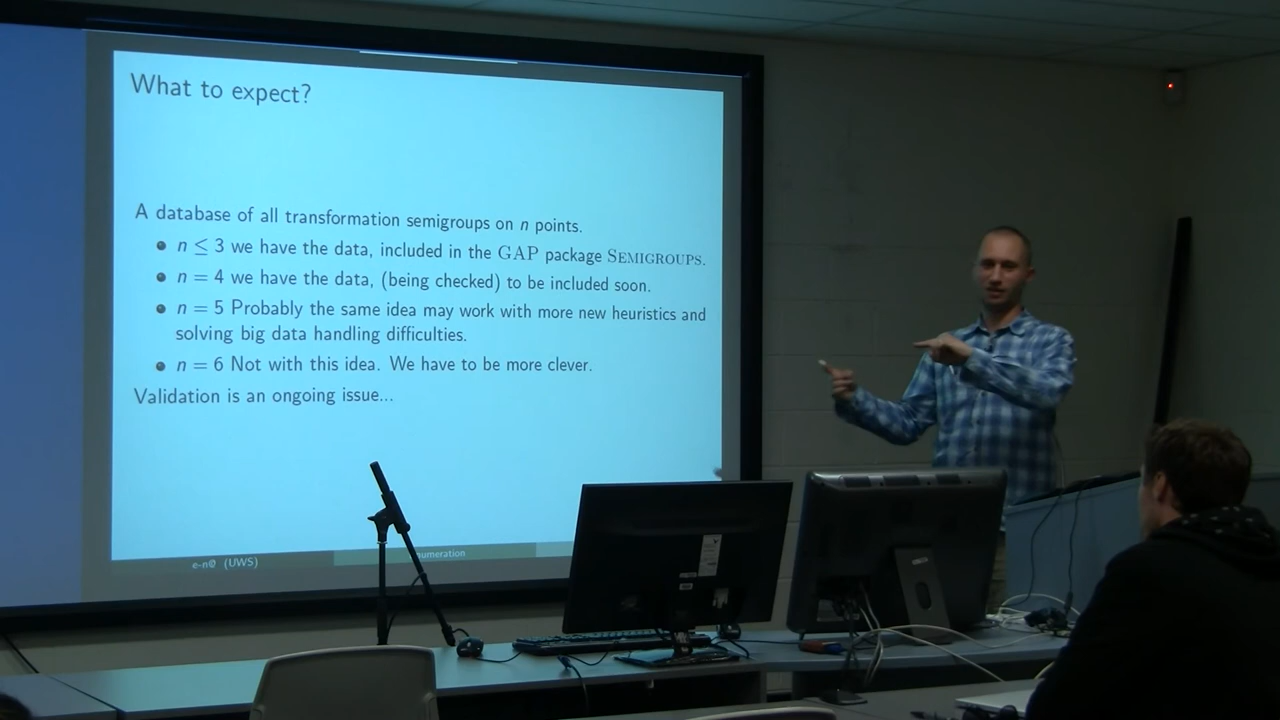 What to expect?
A database of all transformation semigroups on n points.
n ≤ 3 we have the data, included in the GAP package SEMIGROUPS.
n = 4 we have the data, (being checked) to be included soon.
n = 5 Probably the same idea may work with more new heuristics and
solving big data handling difficulties.
n = 6 Not with this idea. We have to be more clever.
Validation is an ongoing issue...
e-n@ (UWS)
numeration